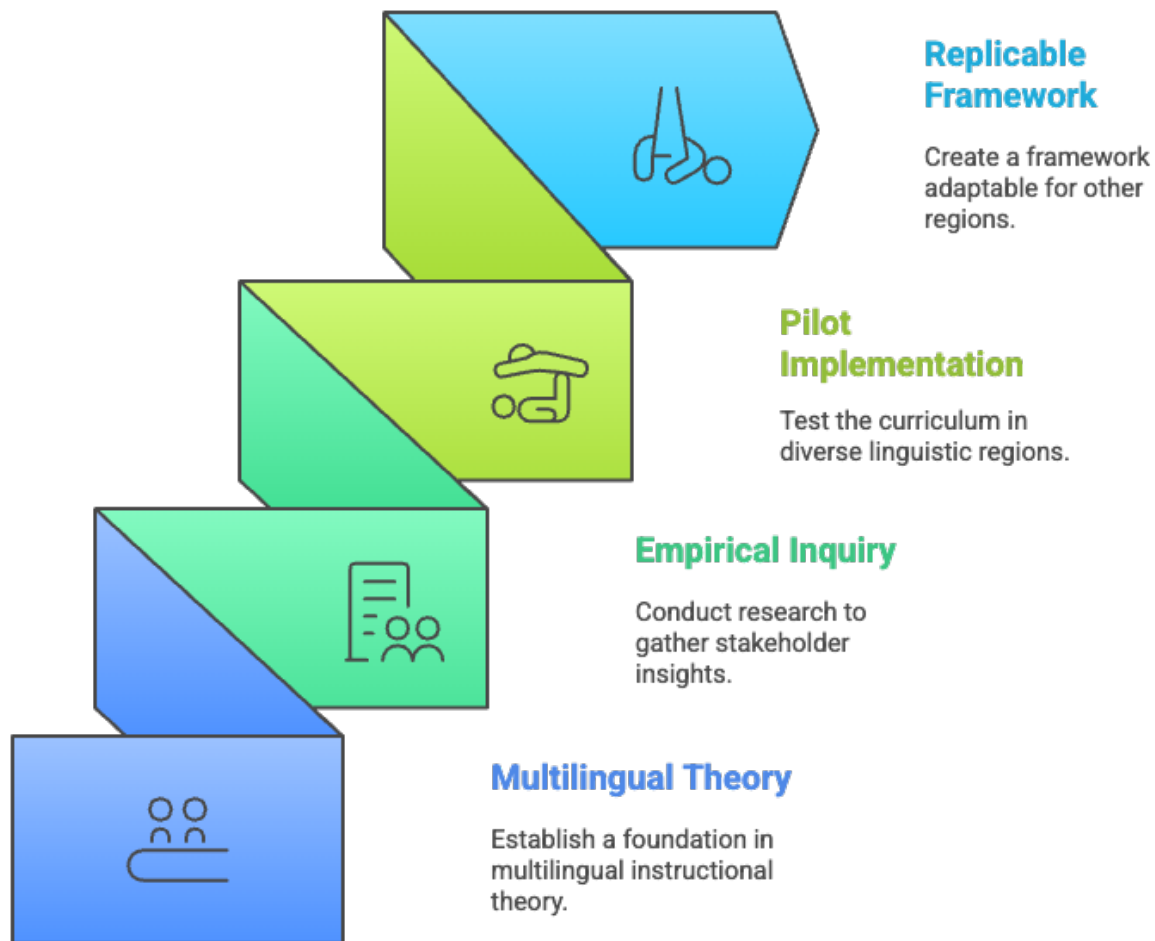 Replicable
Framework
Create a framework
adaptable for other
regions.
Pilot
Implementation
Test the curriculum in
diverse linguistic regions.
Empirical Inquiry
Conduct research to
gather stakeholder
insights.
Multilingual Theory
Establish a foundation in
multilingual instructional
theory.